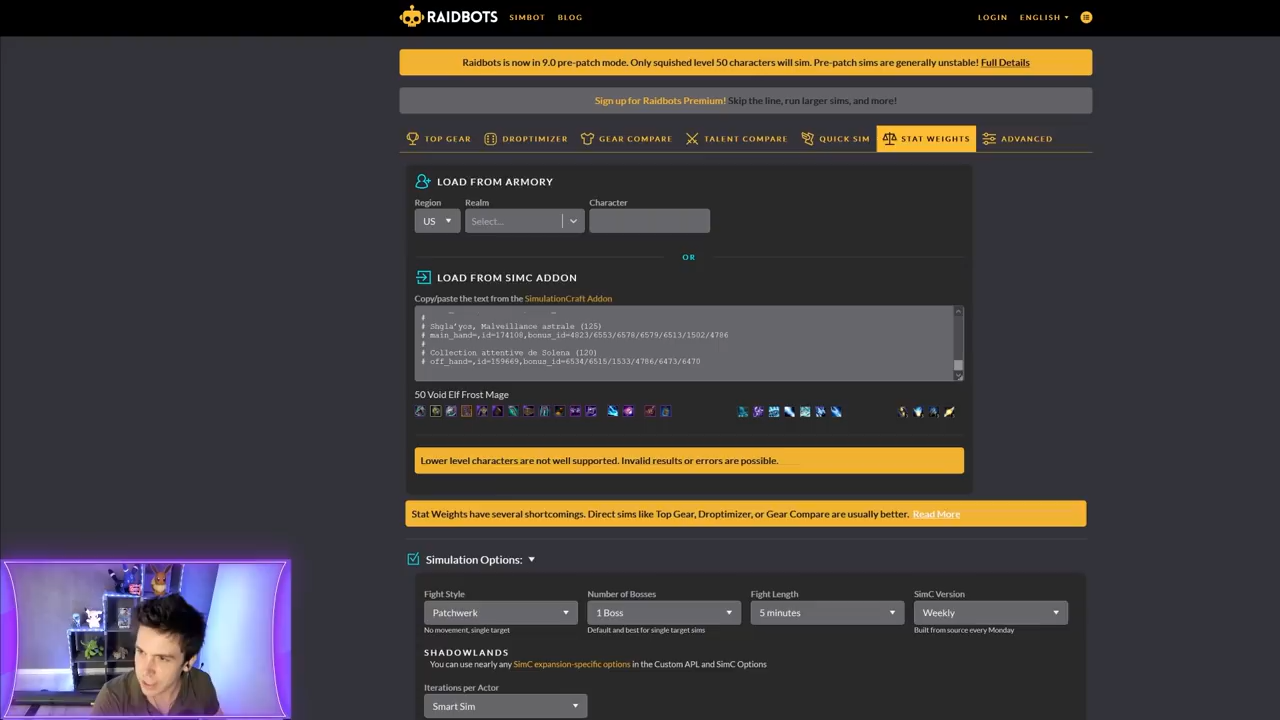 RAIDBOTS
SIMBOT
BLOG
LOGIN
ENGLISH
Raidbots is now in 9.0 pre-patch mode. Only squished level 50 characters will sim. Pre-patch sims are generally unstable! Full Details
Sign up for Raidbots Premium! Skip the line, run larger sims, and more!
TOP GEAR
DROPTIMIZER
GEAR COMPARE
TALENT COMPARE
QUICK SIM
STAT WEIGHTS
ADVANCED
LOAD FROM ARMORY
Region
Realm
Character
US
Select...
OR
LOAD FROM SIMC ADDON
Copy/paste the text from the SimulationCraft Addon
#
# Shqla'yos, Malveillance astrale (125)
# main_hand=,id=174108,bonus_id=4823/6553/6578/6579/6513/1502/4786
#
# Collection attentive de Solena (120)
# off_hand=,id=159669,bonus_id=6534/6515/1533/4786/6473/6470
50 Void Elf Frost Mage
Lower level characters are not well supported. Invalid results or errors are possible.
Stat Weights have several shortcomings. Direct sims like Top Gear, Droptimizer, or Gear Compare are usually better. Read More
Simulation Options:
Fight Style
Number of Bosses
Fight Length
SimC Version
Patchwerk
1 Boss
5 minutes
Weekly
No movement, single target
Default and best for single target sims
Built from source every Monday
SHADOWLANDS
You can use nearly any SimC expansion-specific options in the Custom APL and SimC Options
Iterations per Actor
Smart Sim